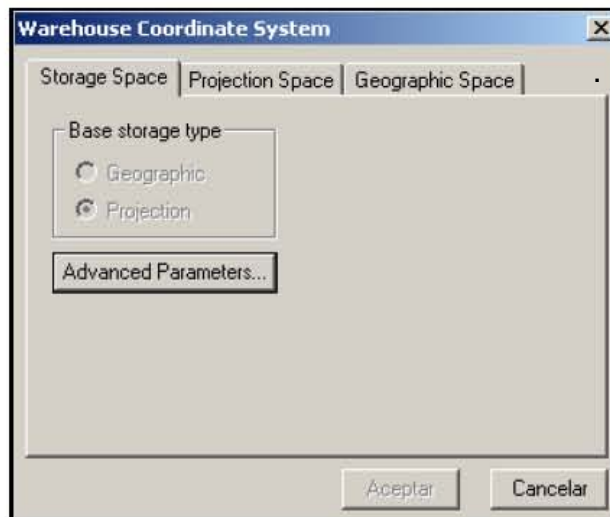 Warehouse Coordinate System
Storage Space Projection Space Geographic Space
Base storage type
Geographic
Projection
Advanced Parameters...
Aceptar Cancelar